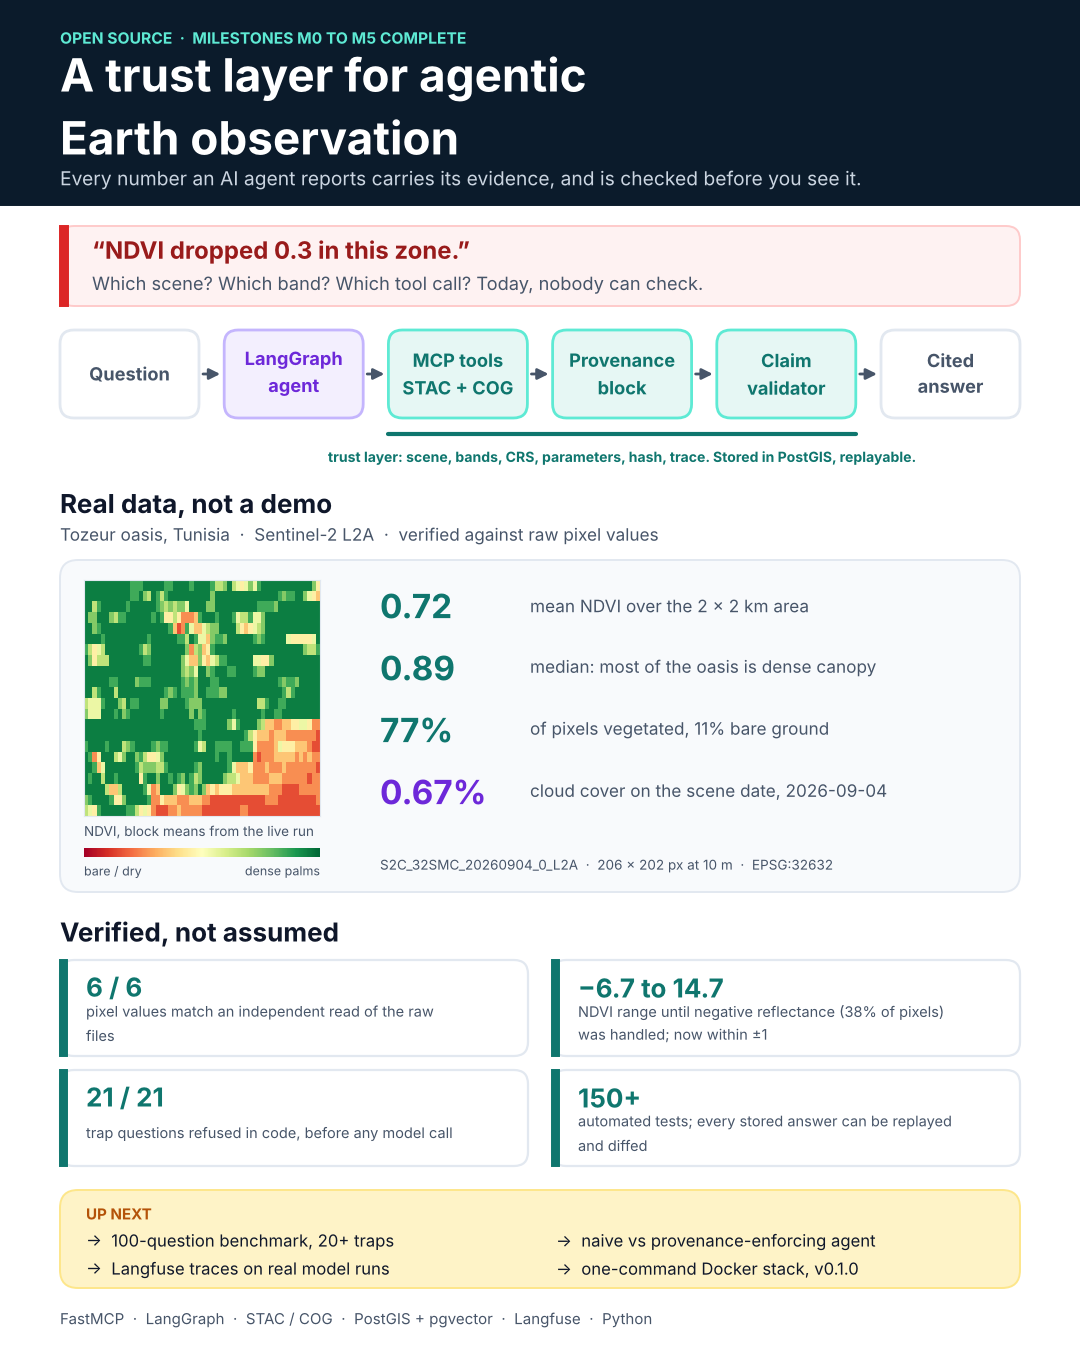 OPEN SOURCE · MILESTONES M0 TO M5 COMPLETE
A trust layer for agentic
Earth observation
Every number an AI agent reports carries its evidence, and is checked before you see it.
“NDVI dropped 0.3 in this zone.”
Which scene? Which band? Which tool call? Today, nobody can check.
Question
LangGraph
agent
MCP tools
STAC + COG
Provenance
block
Claim
validator
Cited
answer
trust layer: scene, bands, CRS, parameters, hash, trace. Stored in PostGIS, replayable.
Real data, not a demo
Tozeur oasis, Tunisia · Sentinel-2 L2A · verified against raw pixel values
0.72 mean NDVI over the 2 × 2 km area
0.89 median: most of the oasis is dense canopy
77% of pixels vegetated, 11% bare ground
0.67% cloud cover on the scene date, 2026-09-04
NDVI, block means from the live run
bare / dry dense palms
S2C_32SMC_20260904_0_L2A · 206 × 202 px at 10 m · EPSG:32632
Verified, not assumed
6 / 6
pixel values match an independent read of the raw
files
−6.7 to 14.7
NDVI range until negative reflectance (38% of pixels)
was handled; now within ±1
21 / 21
trap questions refused in code, before any model call
150+
automated tests; every stored answer can be replayed
and diffed
UP NEXT
→ 100-question benchmark, 20+ traps
→ naive vs provenance-enforcing agent
→ Langfuse traces on real model runs
→ one-command Docker stack, v0.1.0
FastMCP · LangGraph · STAC / COG · PostGIS + pgvector · Langfuse · Python